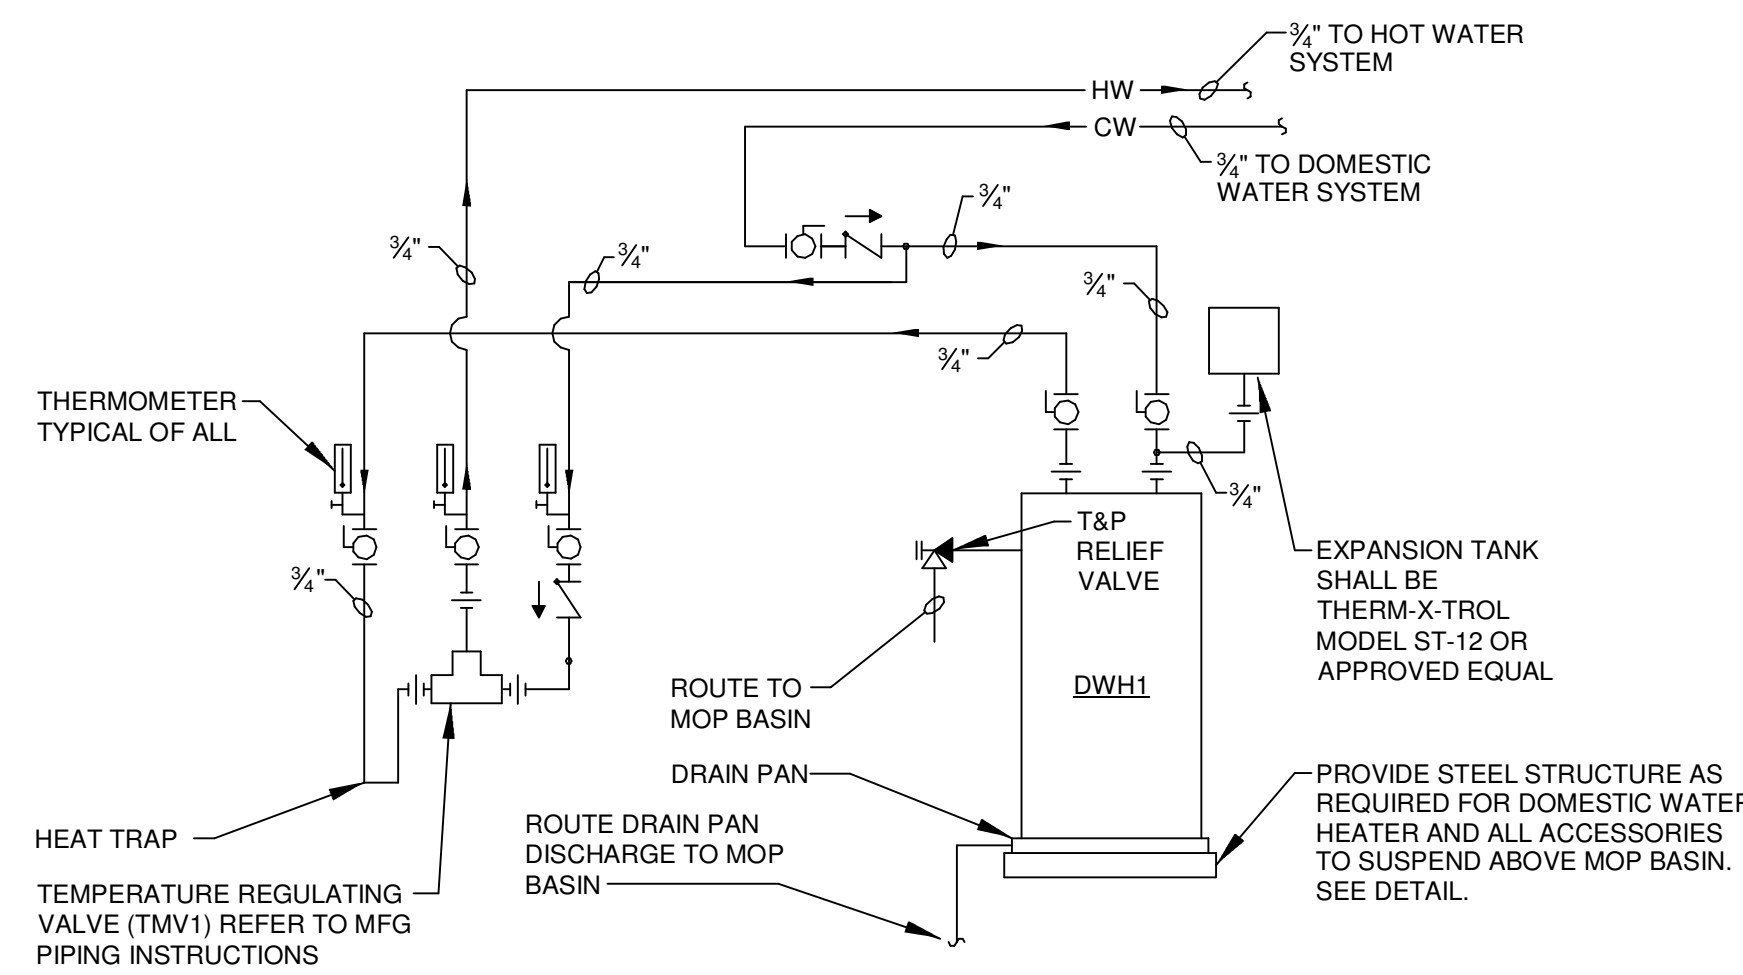 ¾" TO HOT WATER
SYSTEM
HW
CW
¾" TO DOMESTIC
WATER SYSTEM
¾"
¾"
¾"
¾"
¾"
THERMOMETER
TYPICAL OF ALL
¾"
¾"
T&P
RELIEF
VALVE
EXPANSION TANK
SHALL BE
THERM-X-TROL
MODEL ST-12 OR
APPROVED EQUAL
ROUTE TO
MOP BASIN
DWH1
DRAIN PAN
PROVIDE STEEL STRUCTURE AS
REQUIRED FOR DOMESTIC WATER
HEATER AND ALL ACCESSORIES
TO SUSPEND ABOVE MOP BASIN.
SEE DETAIL.
HEAT TRAP
ROUTE DRAIN PAN
DISCHARGE TO MOP
BASIN
TEMPERATURE REGULATING
VALVE (TMV1) REFER TO MFG
PIPING INSTRUCTIONS